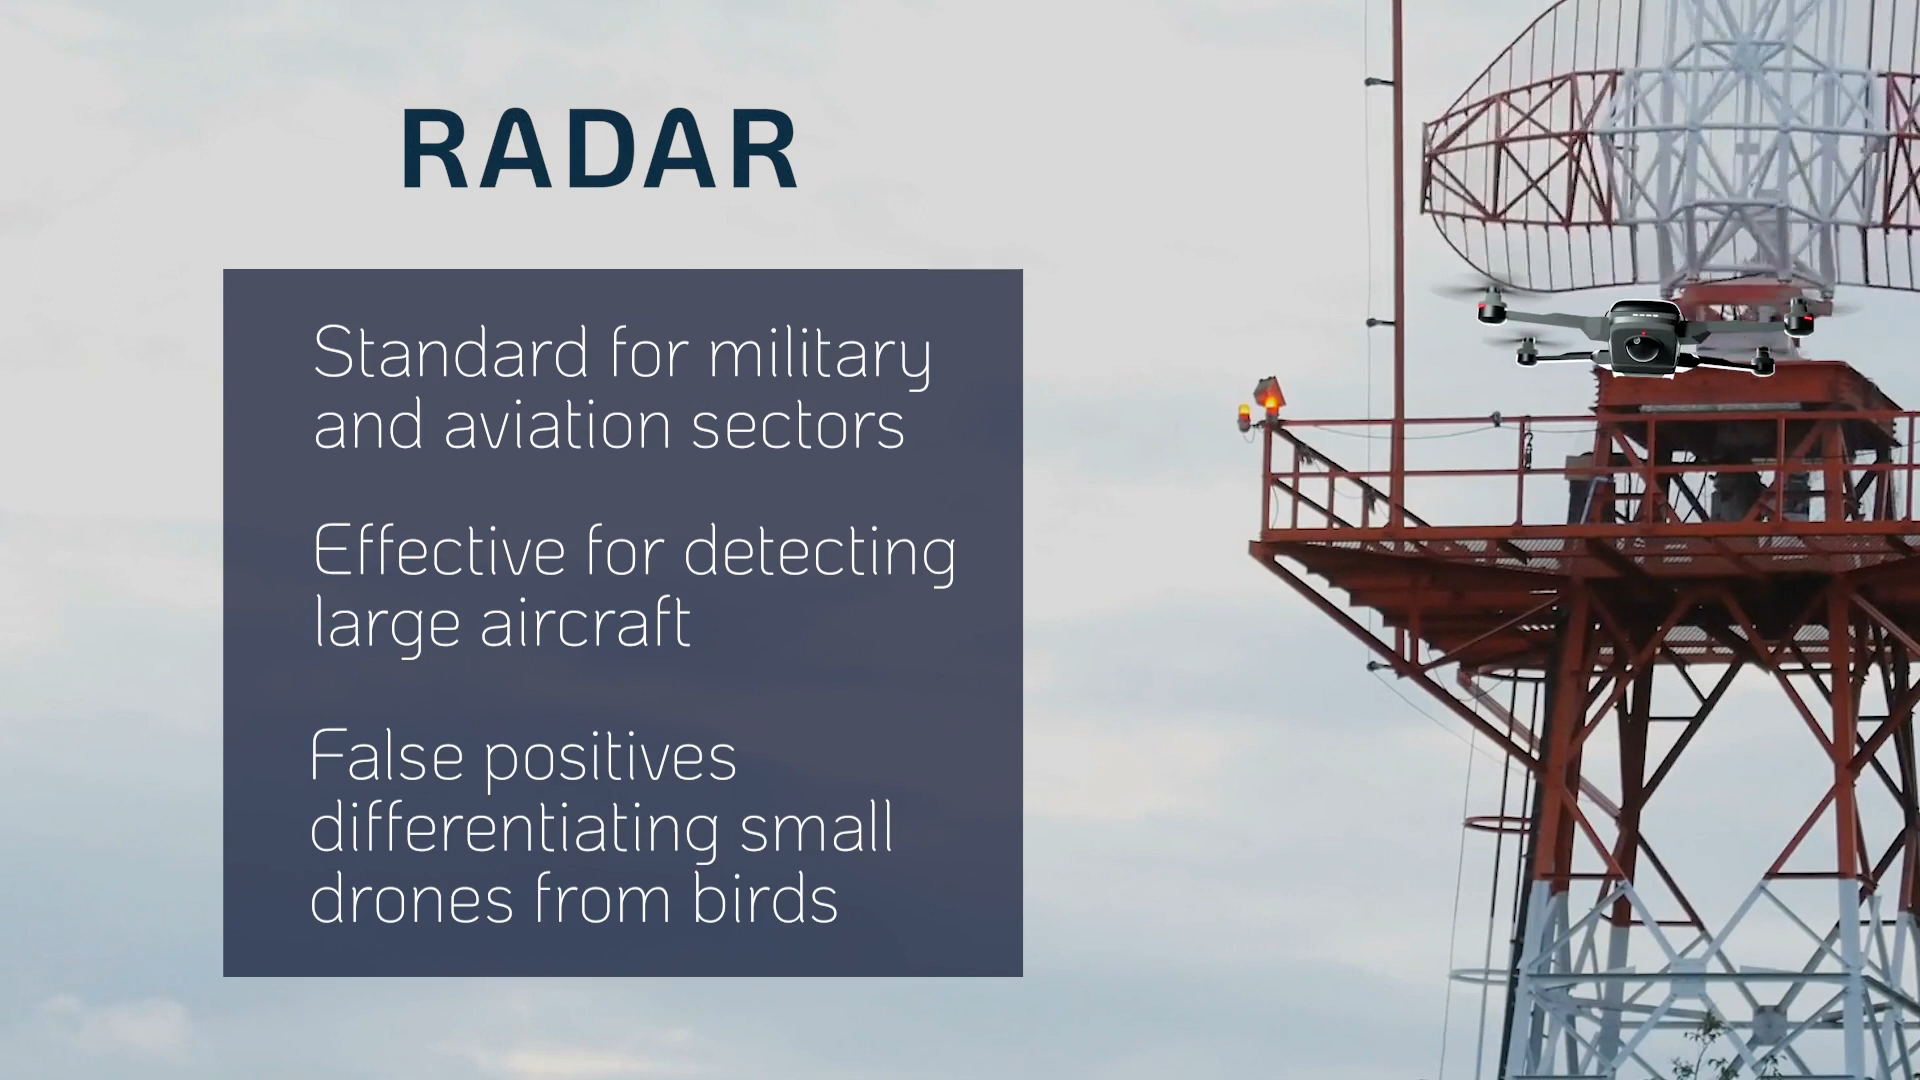 RADAR
Standard for military
and aviation sectors
Effective for detecting
large aircraft
False positives
differentiating small
drones from birds